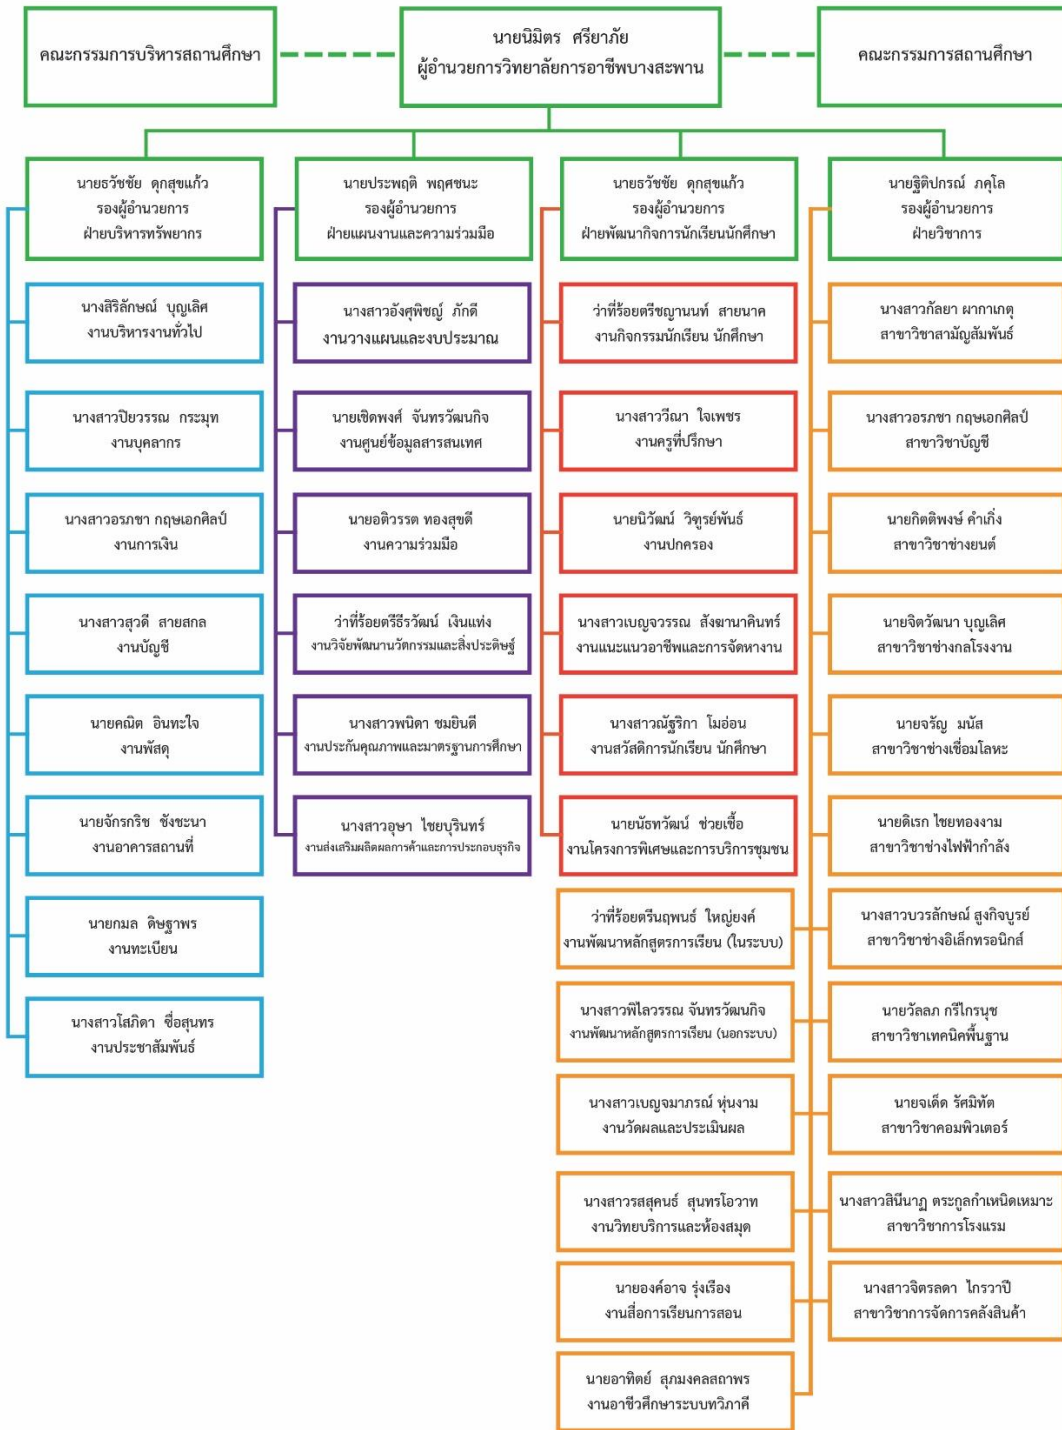 คณะกรรมการบริหารสถานศึกษา
นายนิมิตร ศรียาภัย
ผู้อำนวยการวิทยาลัยการอาชีพบางสะพาน
คณะกรรมการสถานศึกษา
นายธวัชชัย ดุกสุขแก้ว
รองผู้อำนวยการ
ฝ่ายบริหารทรัพยากร
นางสิริลักษณ์ บุญเลิศ
งานบริหารงานทั่วไป
นางสาวปิยวรรณ กระมุท
งานบุคลากร
นางสาวอรภชา กฤษเอกศิลป์
งานการเงิน
นางสาวสุวดี สายสกล
งานบัญชี
นายคณิต อินทะใจ
งานพัสดุ
นายจักรกริช ชังชะนา
งานอาคารสถานที่
นายกมล ดิษฐาพร
งานทะเบียน
นางสาวโสภิดา ซื่อสุนทร
งานประชาสัมพันธ์
นายประพฤติ พฤศชนะ
รองผู้อำนวยการ
ฝ่ายแผนงานและความร่วมมือ
นางสาวอังศุพิชญ์ ภักดี
งานวางแผนและงบประมาณ
นายเชิดพงศ์ จันทรวัฒนกิจ
งานศูนย์ข้อมูลสารสนเทศ
นายอติวรรต ทองสุขดี
งานความร่วมมือ
ว่าที่ร้อยตรีธีรวัฒน์ เงินแท่ง
งานวิจัยพัฒนานวัตกรรมและสิ่งประดิษฐ์
นางสาวพนิตา ชมยินดี
งานประกันคุณภาพและมาตรฐานการศึกษา
นางสาวอุษา ไชยบุรินทร์
งานส่งเสริมผลิตผลการค้าและการประกอบธุรกิจ
นายธวัชชัย ดุกสุขแก้ว
รองผู้อำนวยการ
ฝ่ายพัฒนากิจการนักเรียนนักศึกษา
ว่าที่ร้อยตรีชญานนท์ สายนาค
งานกิจกรรมนักเรียน นักศึกษา
นางสาววีณา ใจเพชร
งานครูที่ปรึกษา
นายนิวัฒน์ วิฑูรย์พันธ์
งานปกครอง
นางสาวเบญจวรรณ สังฆานาคินทร์
งานแนะแนวอาชีพและการจัดหางาน
นางสาวณัฐริกา โมอ่อน
งานสวัสดิการนักเรียน นักศึกษา
นายนัธทวัฒน์ ช่วยเชื้อ
งานโครงการพิเศษและการบริการชุมชน
ว่าที่ร้อยตรีนฤพนธ์ ใหญ่ยงค์
งานพัฒนาหลักสูตรการเรียน (ในระบบ)
นางสาวพิไลวรรณ จันทรวัฒนกิจ
งานพัฒนาหลักสูตรการเรียน (นอกระบบ)
นางสาวเบญจมาภรณ์ หุ่นงาม
งานวัดผลและประเมินผล
นางสาวรสสุคนธ์ สุนทรโอวาท
งานวิทยบริการและห้องสมุด
นายองค์อาจ รุ่งเรือง
งานสื่อการเรียนการสอน
นายอาทิตย์ สุภมงคลสถาพร
งานอาชีวศึกษาระบบทวิภาคี
นายฐิติปกรณ์ ภคุโล
รองผู้อำนวยการ
ฝ่ายวิชาการ
นางสาวกัลยา ผากาเกตุ
สาขาวิชาสามัญสัมพันธ์
นางสาวอรภชา กฤษเอกศิลป์
สาขาวิชาบัญชี
นายกิตติพงษ์ คำเกิ่ง
สาขาวิชาช่างยนต์
นายจิตวัฒนา บุญเลิศ
สาขาวิชาช่างกลโรงงาน
นายจรัญ มนัส
สาขาวิชาช่างเชื่อมโลหะ
นายดิเรก ไชยทองงาม
สาขาวิชาช่างไฟฟ้ากำลัง
นางสาวบวรลักษณ์ สูงกิจบูรย์
สาขาวิชาช่างอิเล็กทรอนิกส์
นายวัลลภ กรีไกรนุช
สาขาวิชาเทคนิคพื้นฐาน
นายจเด็ด รัศมิทัต
สาขาวิชาคอมพิวเตอร์
นางสาวสินีนาฏ ตระกูลกำเหนิดเหมาะ
สาขาวิชาการโรงแรม
นางสาวจิตรลดา ไกรวาปี
สาขาวิชาการจัดการคลังสินค้า